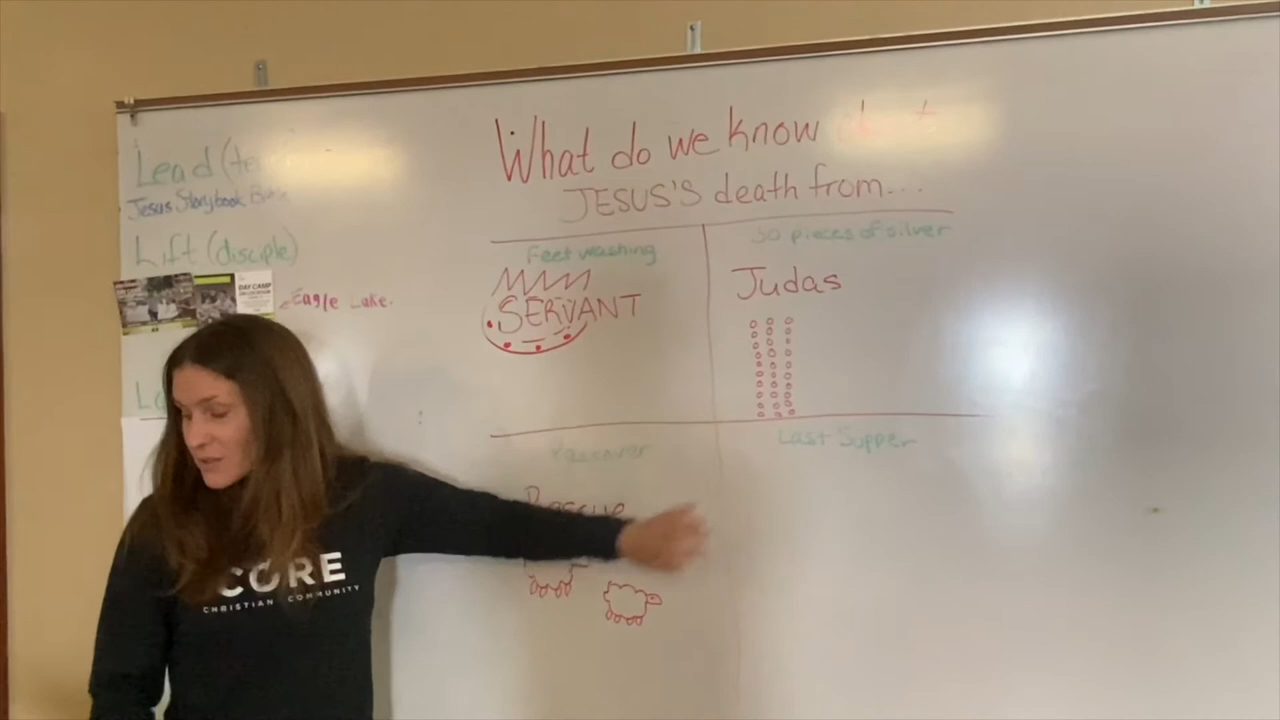 Lead
Jesus Storybook
Lift (disciple)
DAY CAMP
Eagle Lake.
What do we know
JESUS'S death from...
Feet washing
SERVANT
30 pieces of silver
Judas
Passover
Rescue
Last Supper
CORE
CHRISTIAN COMMUNITY